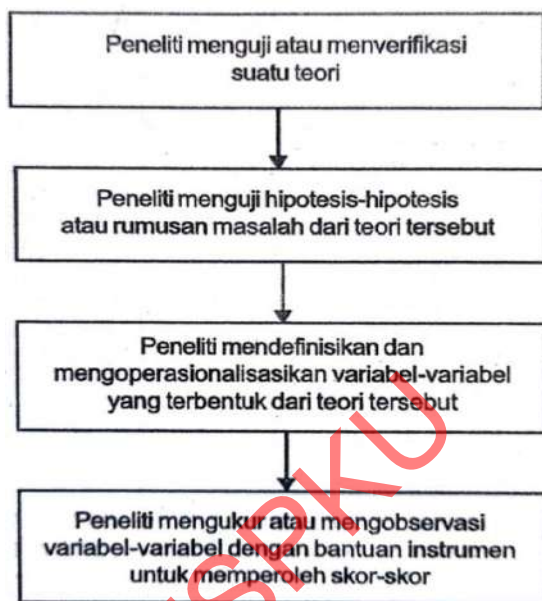 Peneliti menguji atau menverifikasi
suatu teori
Peneliti menguji hipotesis-hipotesis
atau rumusan masalah dari teori tersebut
Peneliti mendefinisikan dan
mengoperasionalisasikan variabel-variabel
yang terbentuk dari teori tersebut
Peneliti mengukur atau mengobservasi
variabel-variabel dengan bantuan instrumen
untuk memperoleh skor-skor